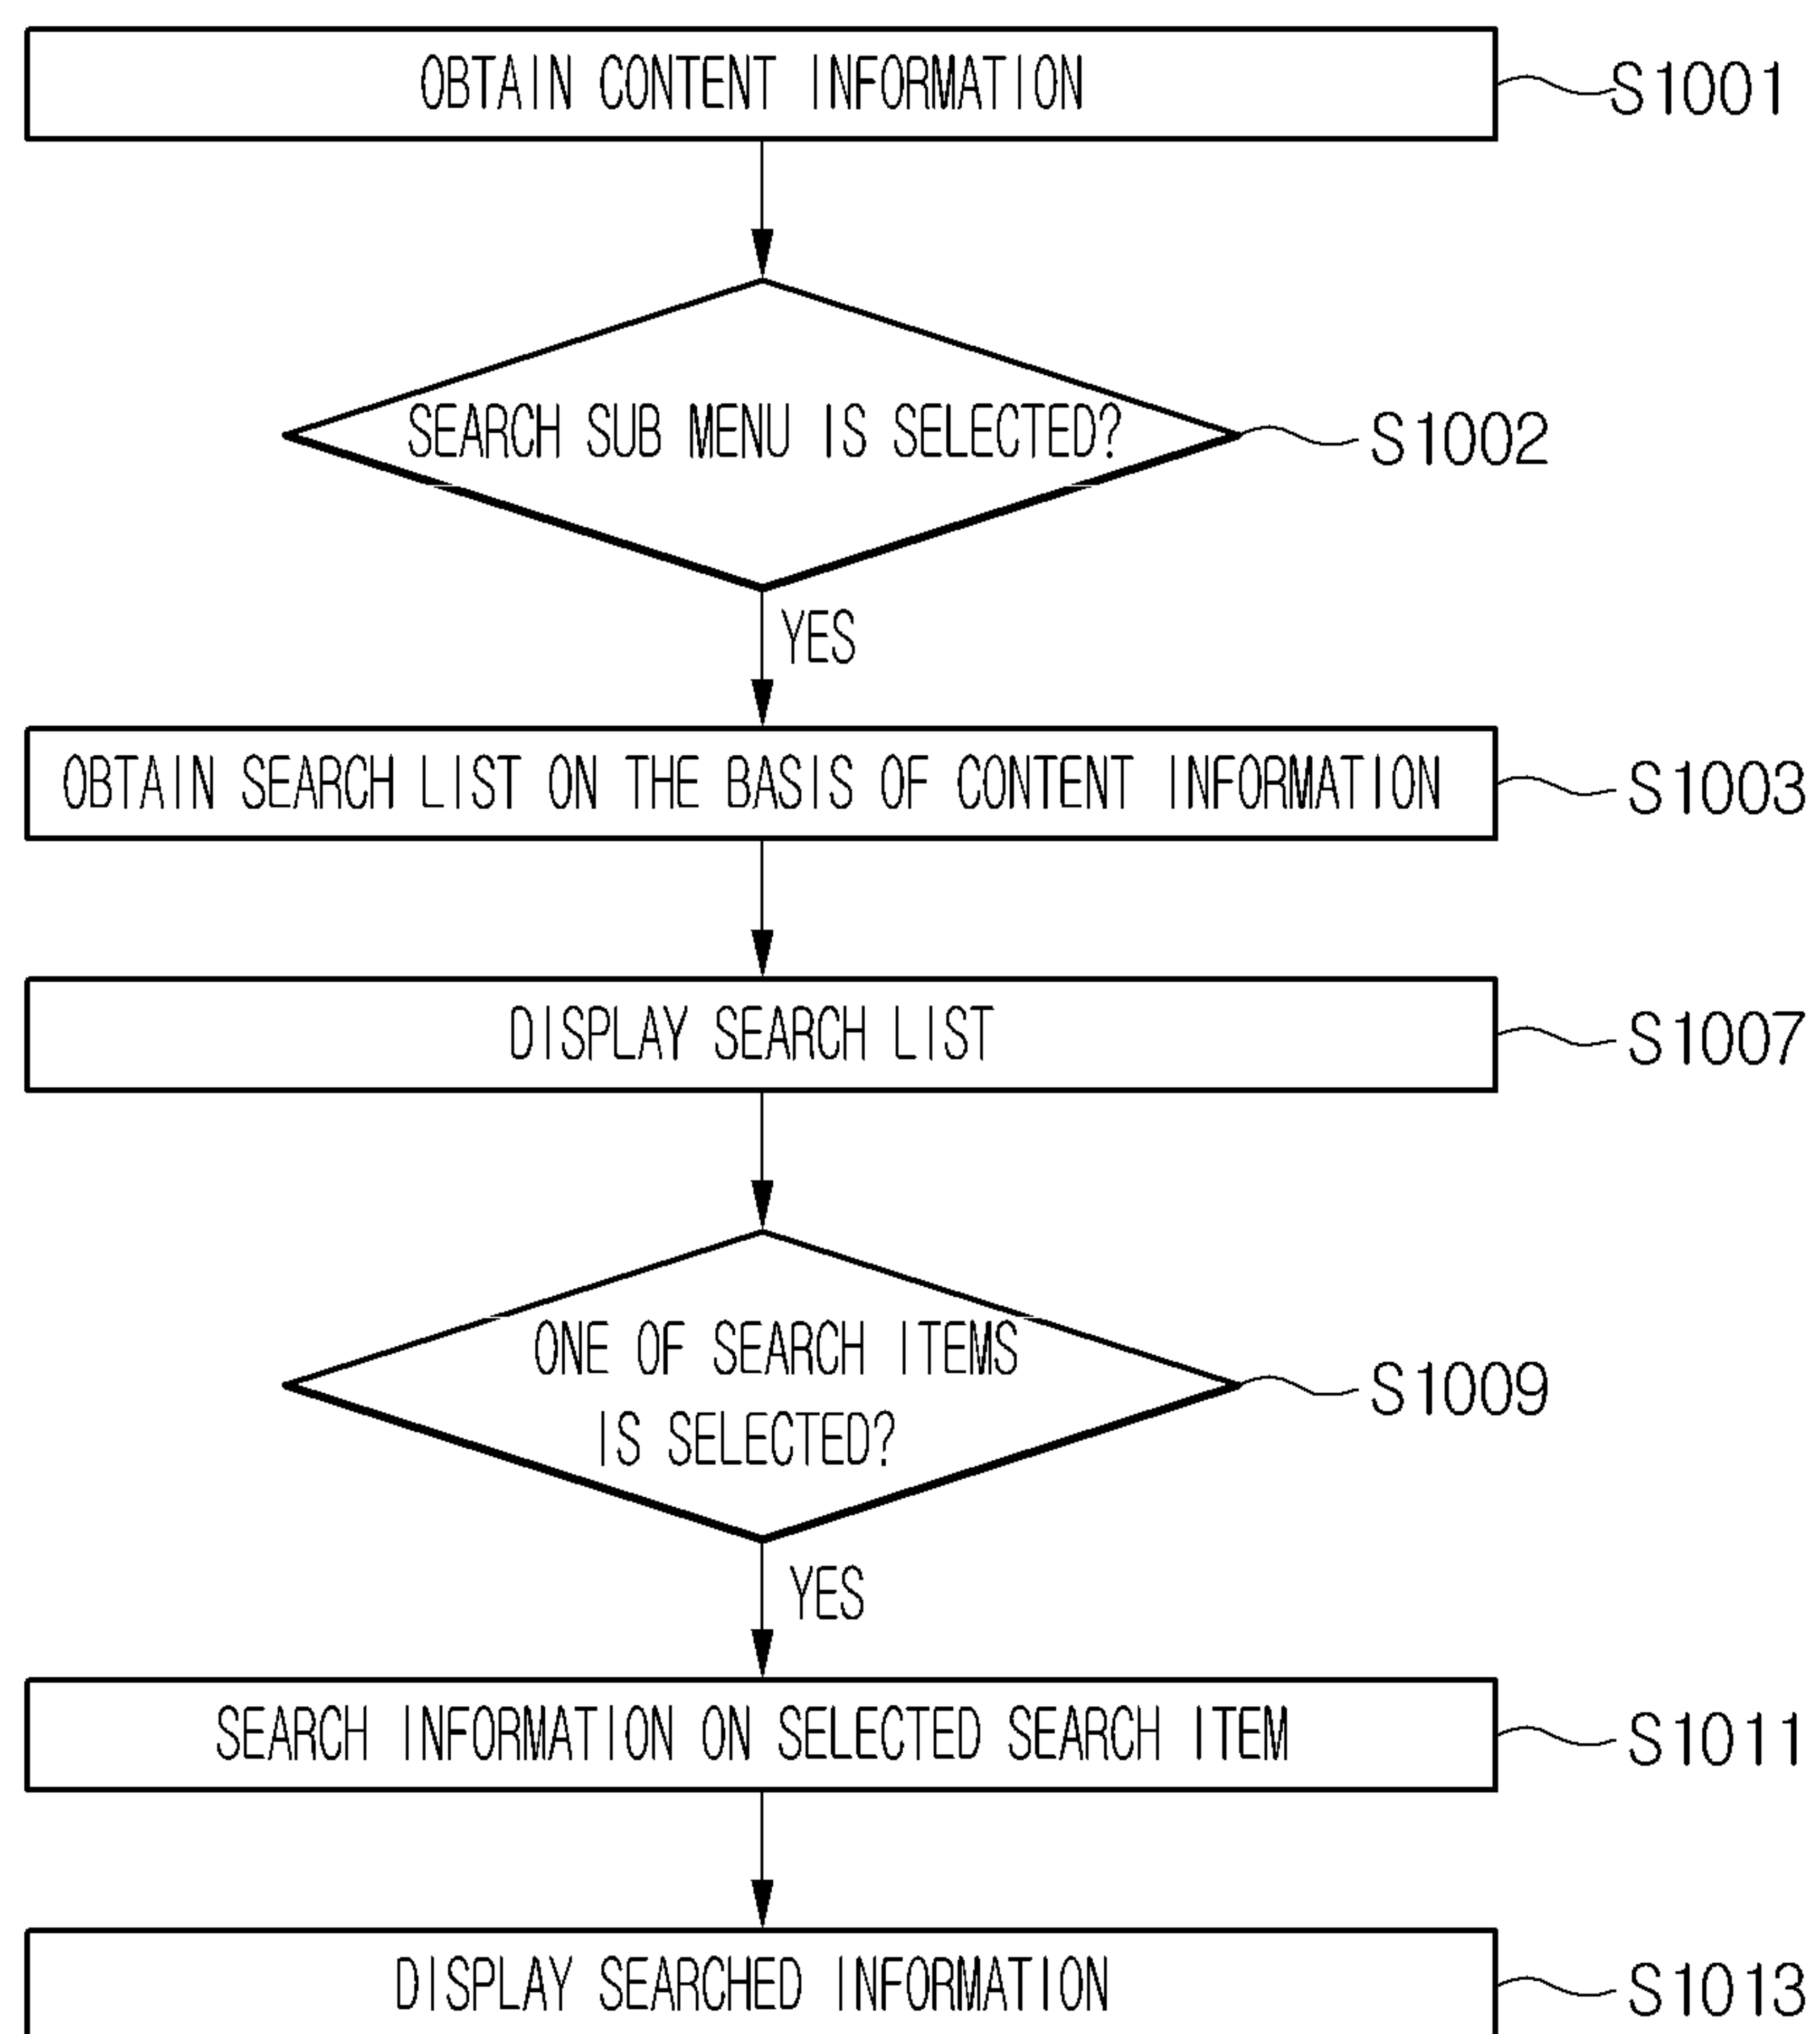 OBTAIN CONTENT INFORMATION
S1001
SEARCH SUB MENU IS SELECTED?
S1002
YES
OBTAIN SEARCH LIST ON THE BASIS OF CONTENT INFORMATION
S1003
DISPLAY SEARCH LIST
S1007
ONE OF SEARCH ITEMS
IS SELECTED?
S1009
YES
SEARCH INFORMATION ON SELECTED SEARCH ITEM
S1011
DISPLAY SEARCHED INFORMATION
S1013